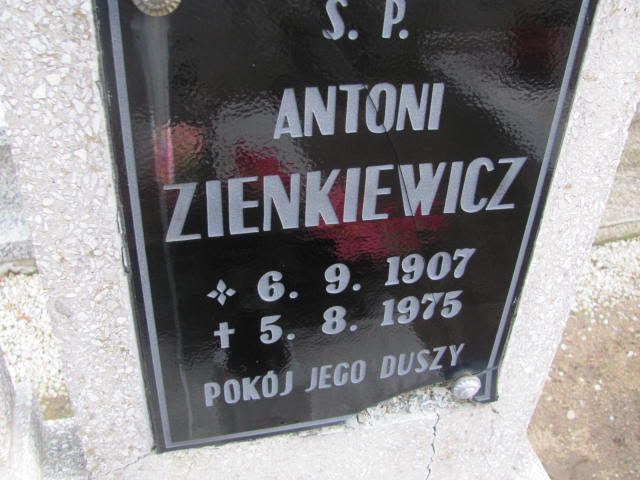 Ś. P.
ANTONI
ZIENKIEWICZ
6. 9. 1907
✝ 5. 8. 1975
POKÓJ JEGO DUSZY